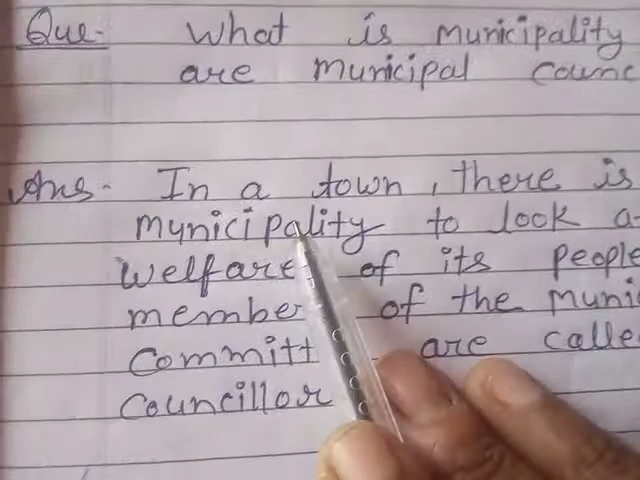 Que- What is municipality
are municipal Counc
Ans- In a town, there is
municipality to look a
welfare of its people
member of the munic
Committ are calle
Councillor